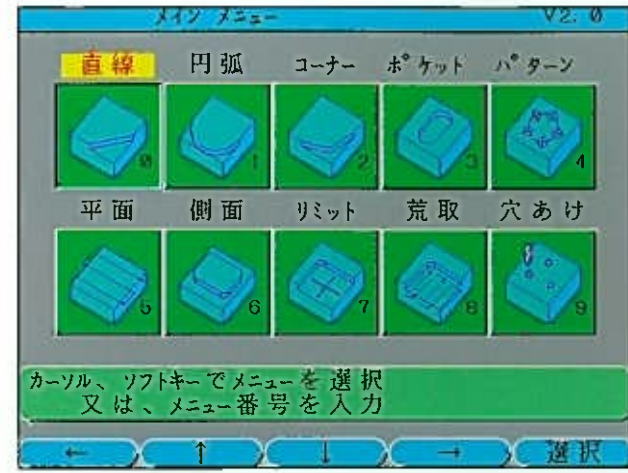 メイン メニュー V2. 0
直線 円弧 コーナー ポケット パターン
0 1 2 3 4
平面 側面 リミット 荒取 穴あけ
5 6 7 8 9
カーソル、ソフトキーでメニューを選択
又は、メニュー番号を入力
← ↑ ↓ → 選択